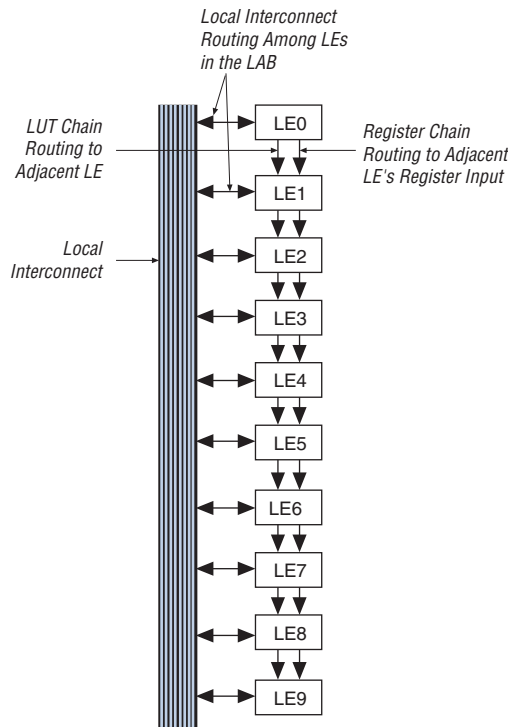 Local Interconnect
Routing Among LEs
in the LAB
LUT Chain
Routing to
Adjacent LE
Register Chain
Routing to Adjacent
LE's Register Input
Local
Interconnect
LE0
LE1
LE2
LE3
LE4
LE5
LE6
LE7
LE8
LE9